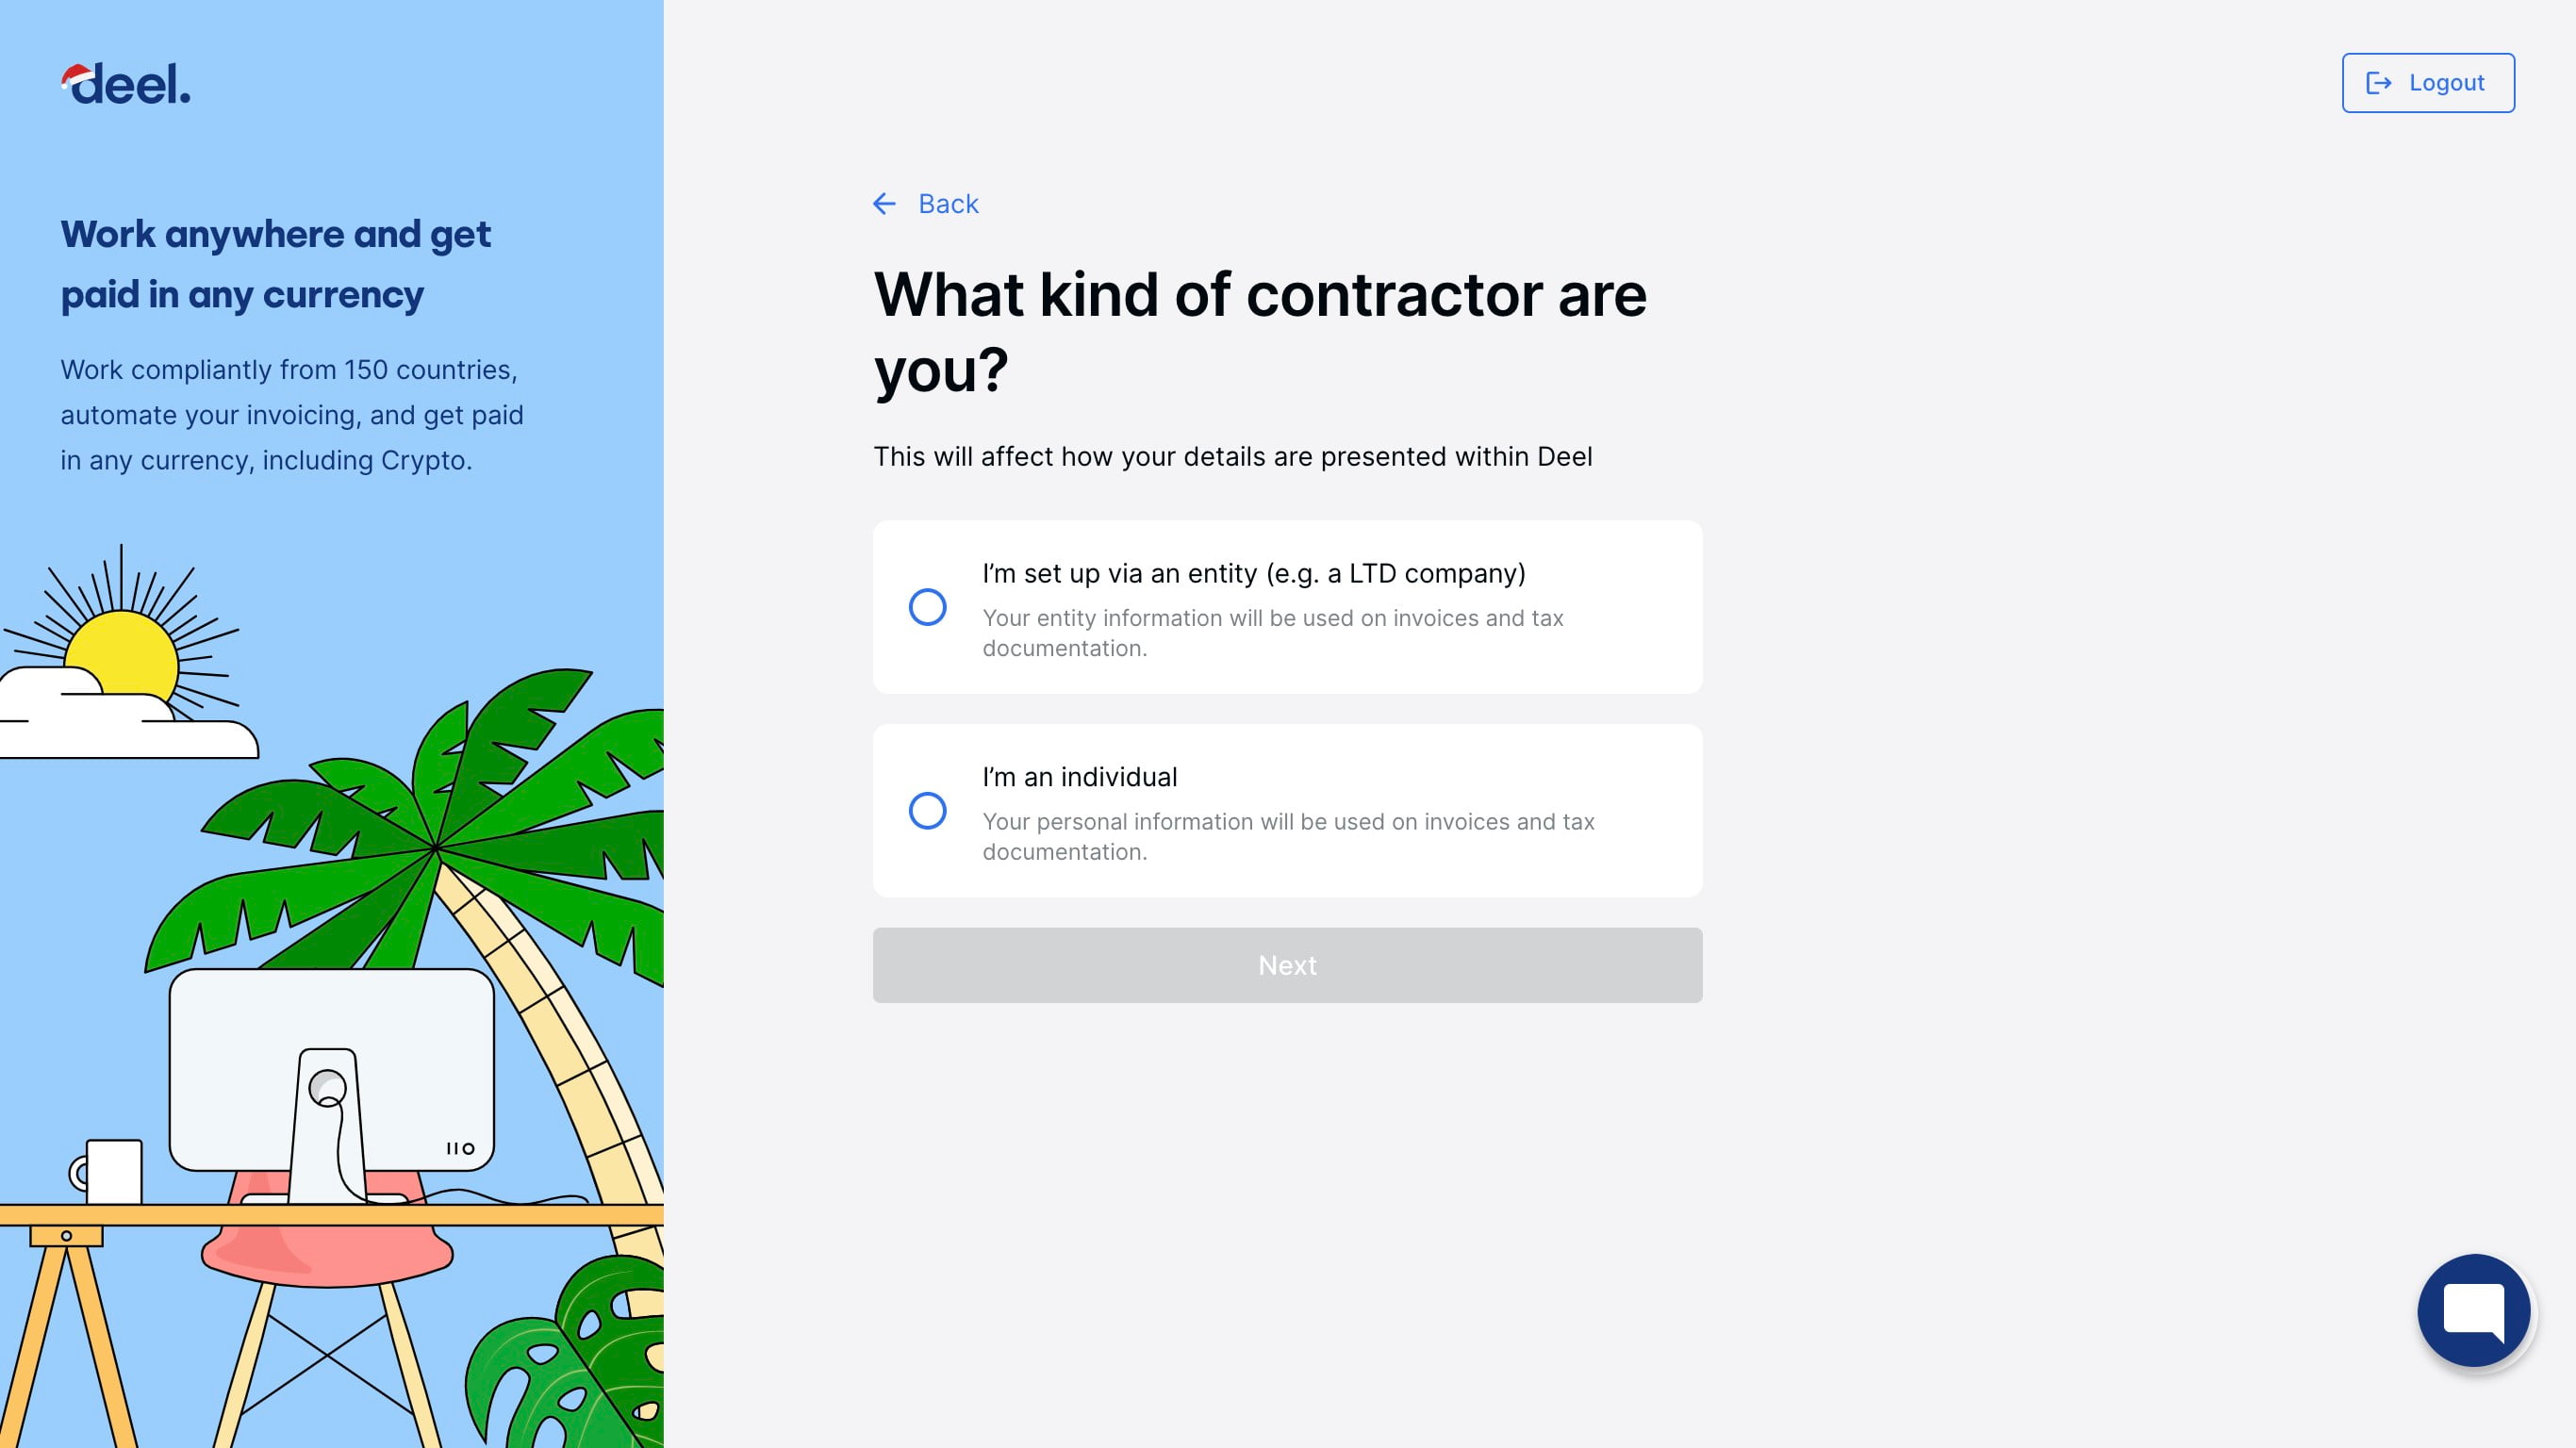 deel.
Logout
Work anywhere and get
paid in any currency
Work compliantly from 150 countries,
automate your invoicing, and get paid
in any currency, including Crypto.
Back
What kind of contractor are
you?
This will affect how your details are presented within Deel
I’m set up via an entity (e.g. a LTD company)
Your entity information will be used on invoices and tax
documentation.
I’m an individual
Your personal information will be used on invoices and tax
documentation.
Next